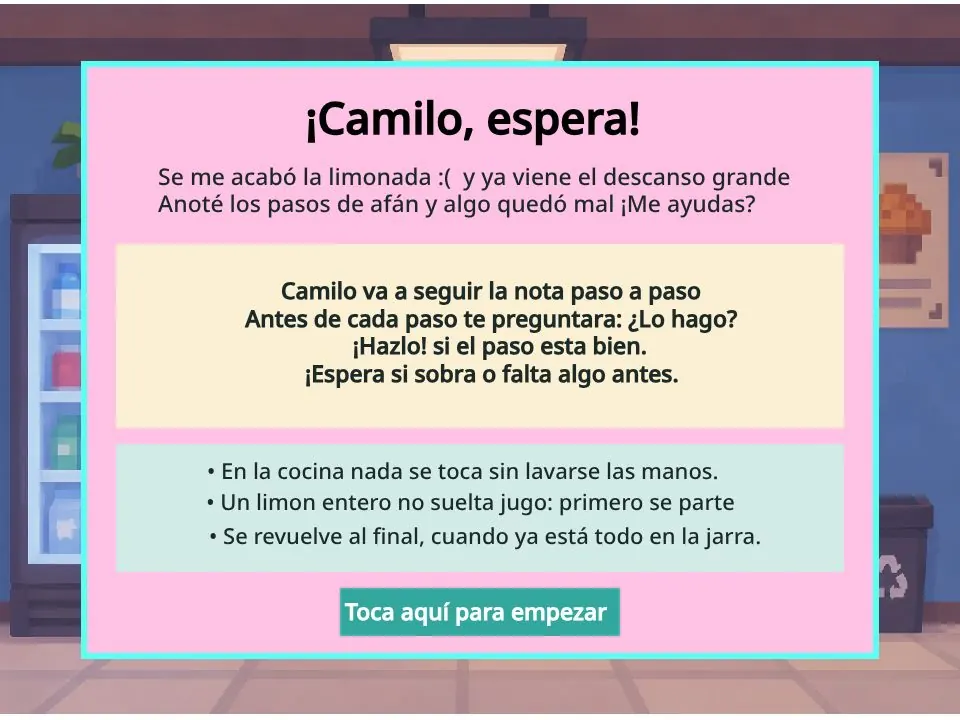 ¡Camilo, espera!
Se me acabó la limonada :(  y ya viene el descanso grande
Anoté los pasos de afán y algo quedó mal ¡Me ayudas?
Camilo va a seguir la nota paso a paso
Antes de cada paso te preguntara: ¿Lo hago?
¡Hazlo! si el paso esta bien.
¡Espera si sobra o falta algo antes.
• En la cocina nada se toca sin lavarse las manos.
• Un limon entero no suelta jugo: primero se parte
• Se revuelve al final, cuando ya está todo en la jarra.
Toca aquí para empezar